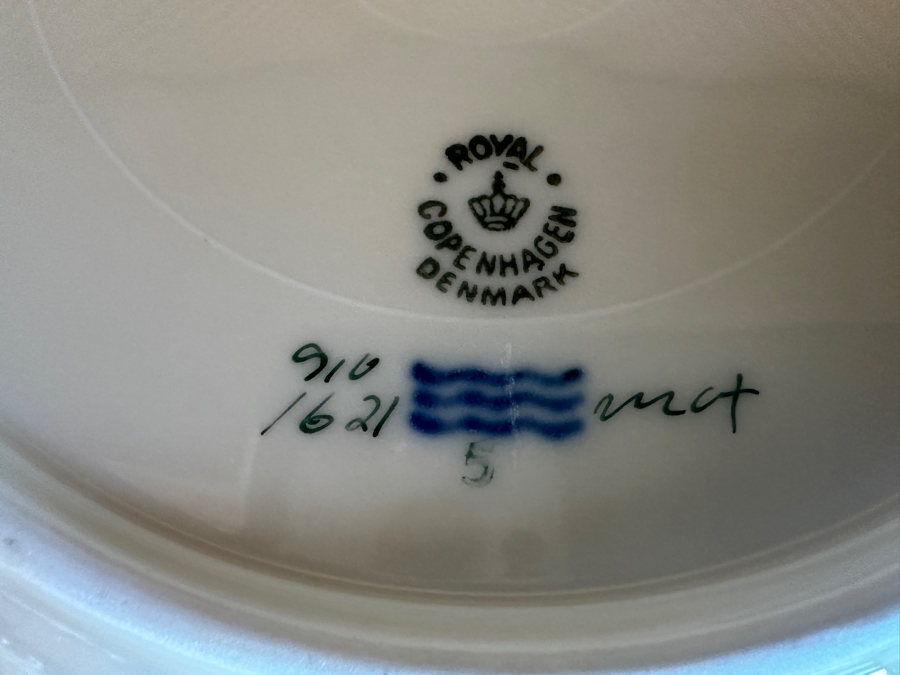 ROYAL
COPENHAGEN
DENMARK
910
1621
5